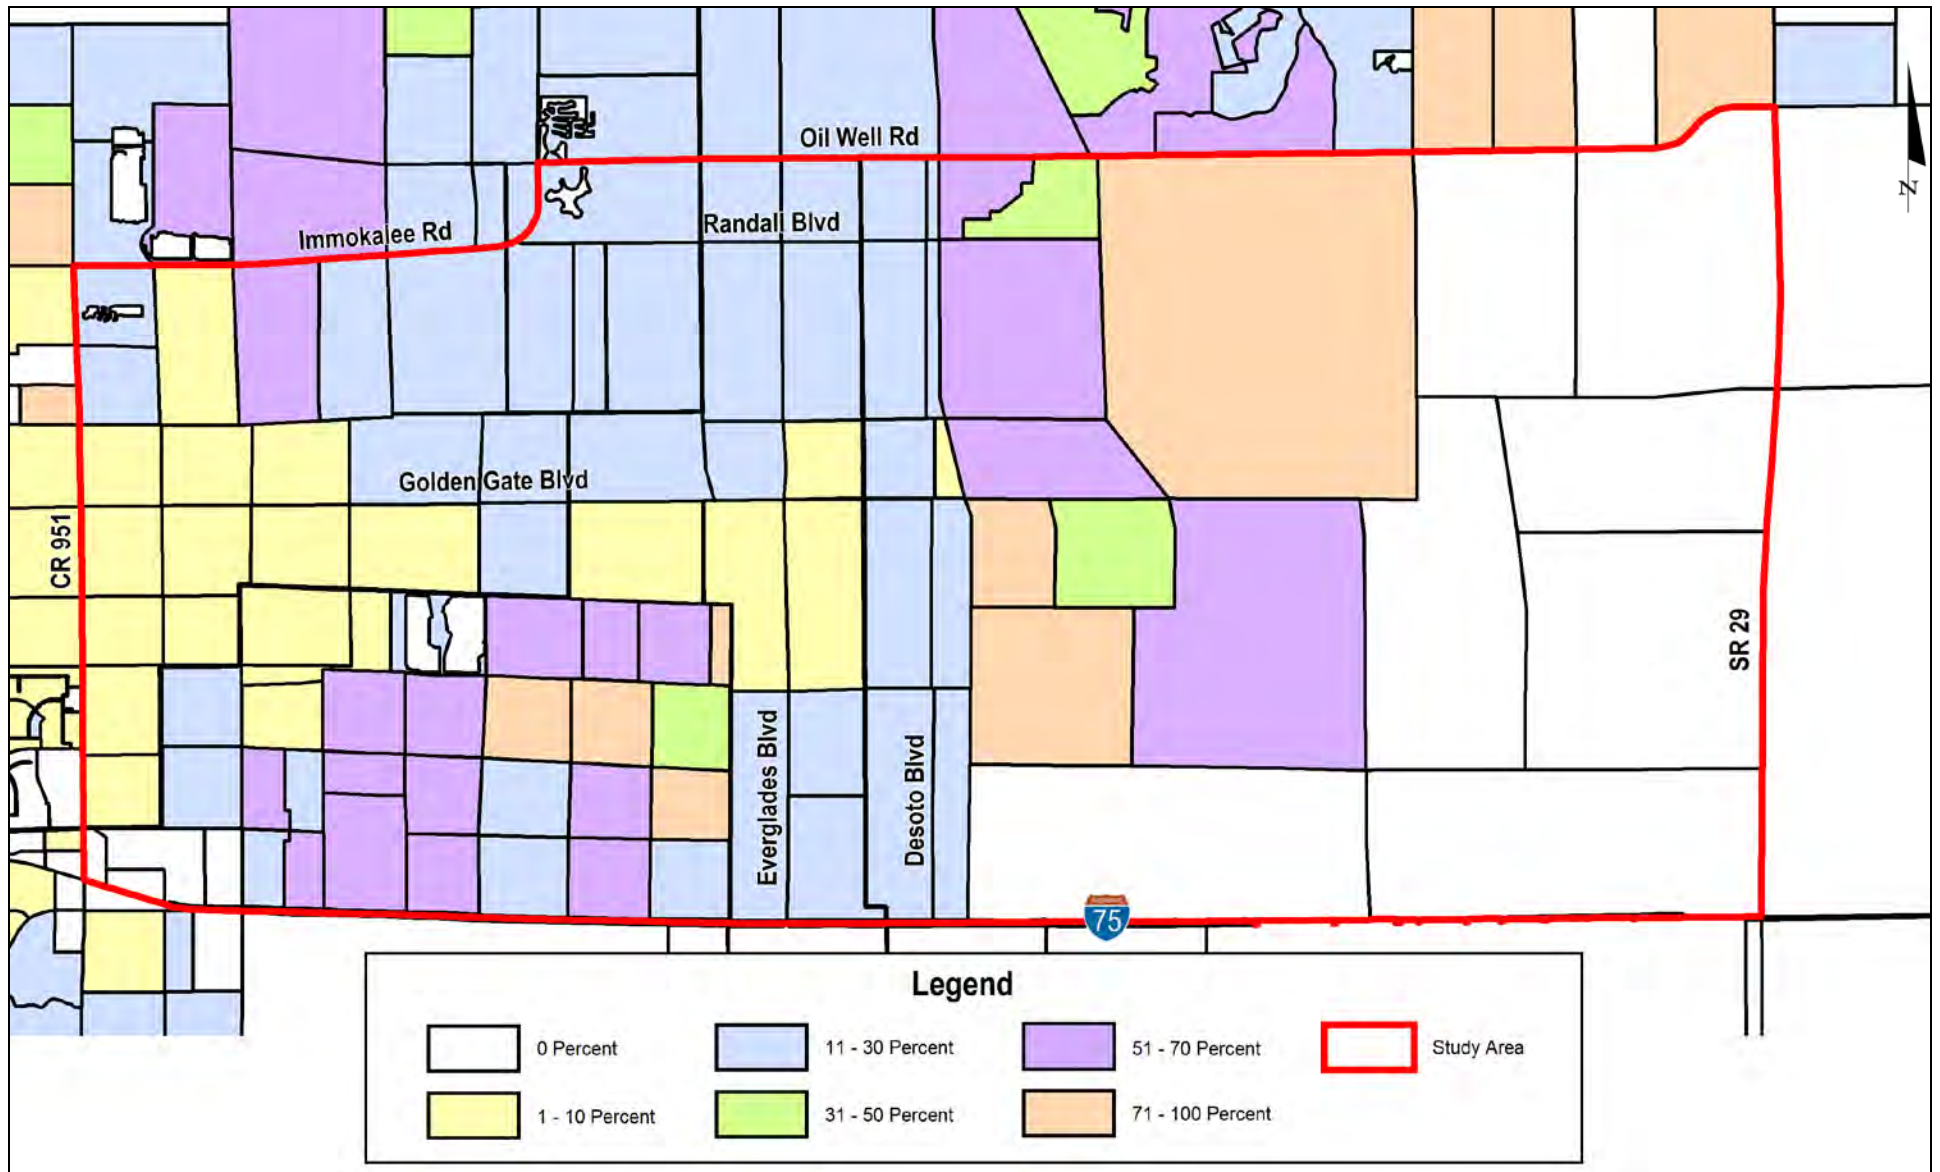 Oil Well Rd
Randall Blvd
Immokalee Rd
N
Golden Gate Blvd
CR 951
SR 29
Everglades Blvd
Desoto Blvd
75
Legend
0 Percent
11 - 30 Percent
51 - 70 Percent
Study Area
1 - 10 Percent
31 - 50 Percent
71 - 100 Percent